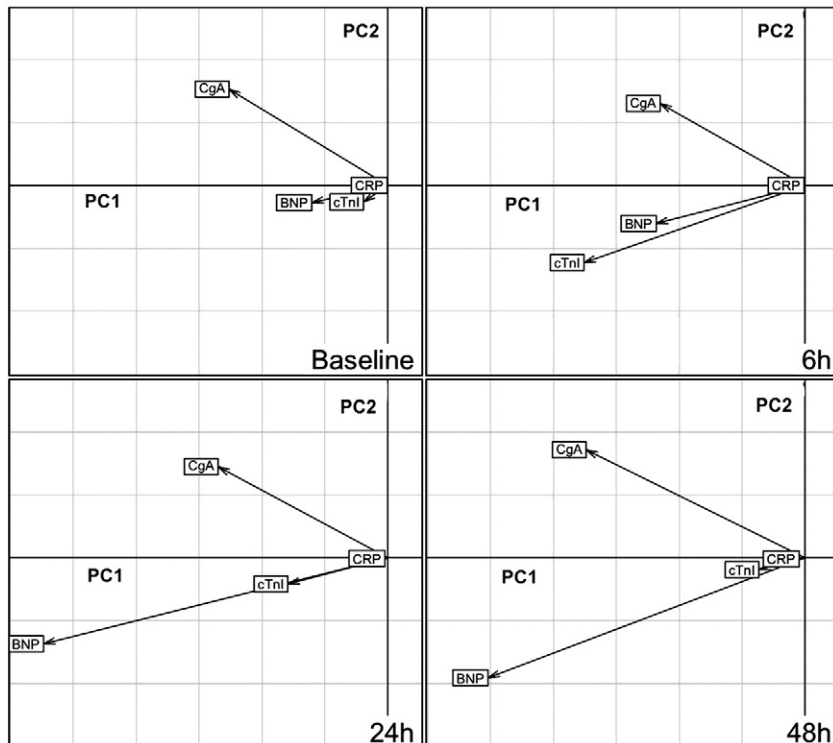 PC2
CgA
CRP
PC1
BNP
cTnI
Baseline
PC2
CgA
CRP
PC1
BNP
cTnI
6h
PC2
CgA
CRP
PC1
cTnI
BNP
24h
PC2
CgA
CRP
PC1
cTnI
BNP
48h